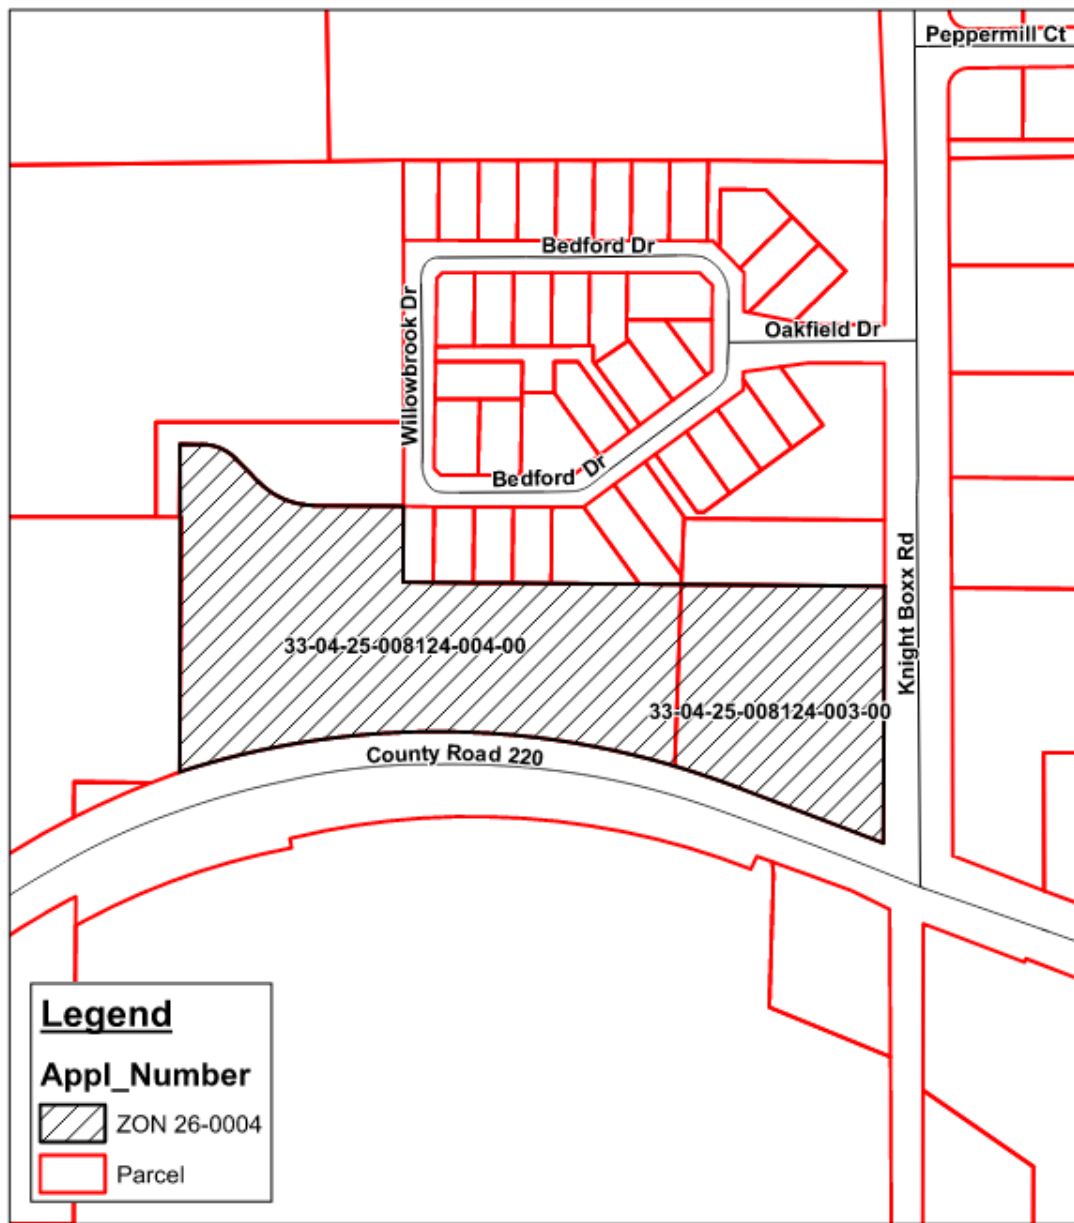 Peppermill Ct
Bedford Dr
Willowbrook Dr
Oakfield Dr
Bedford Dr
Knight Boxx Rd
33-04-25-008124-004-00
33-04-25-008124-003-00
County Road 220
Legend
Appl_Number
ZON 26-0004
Parcel